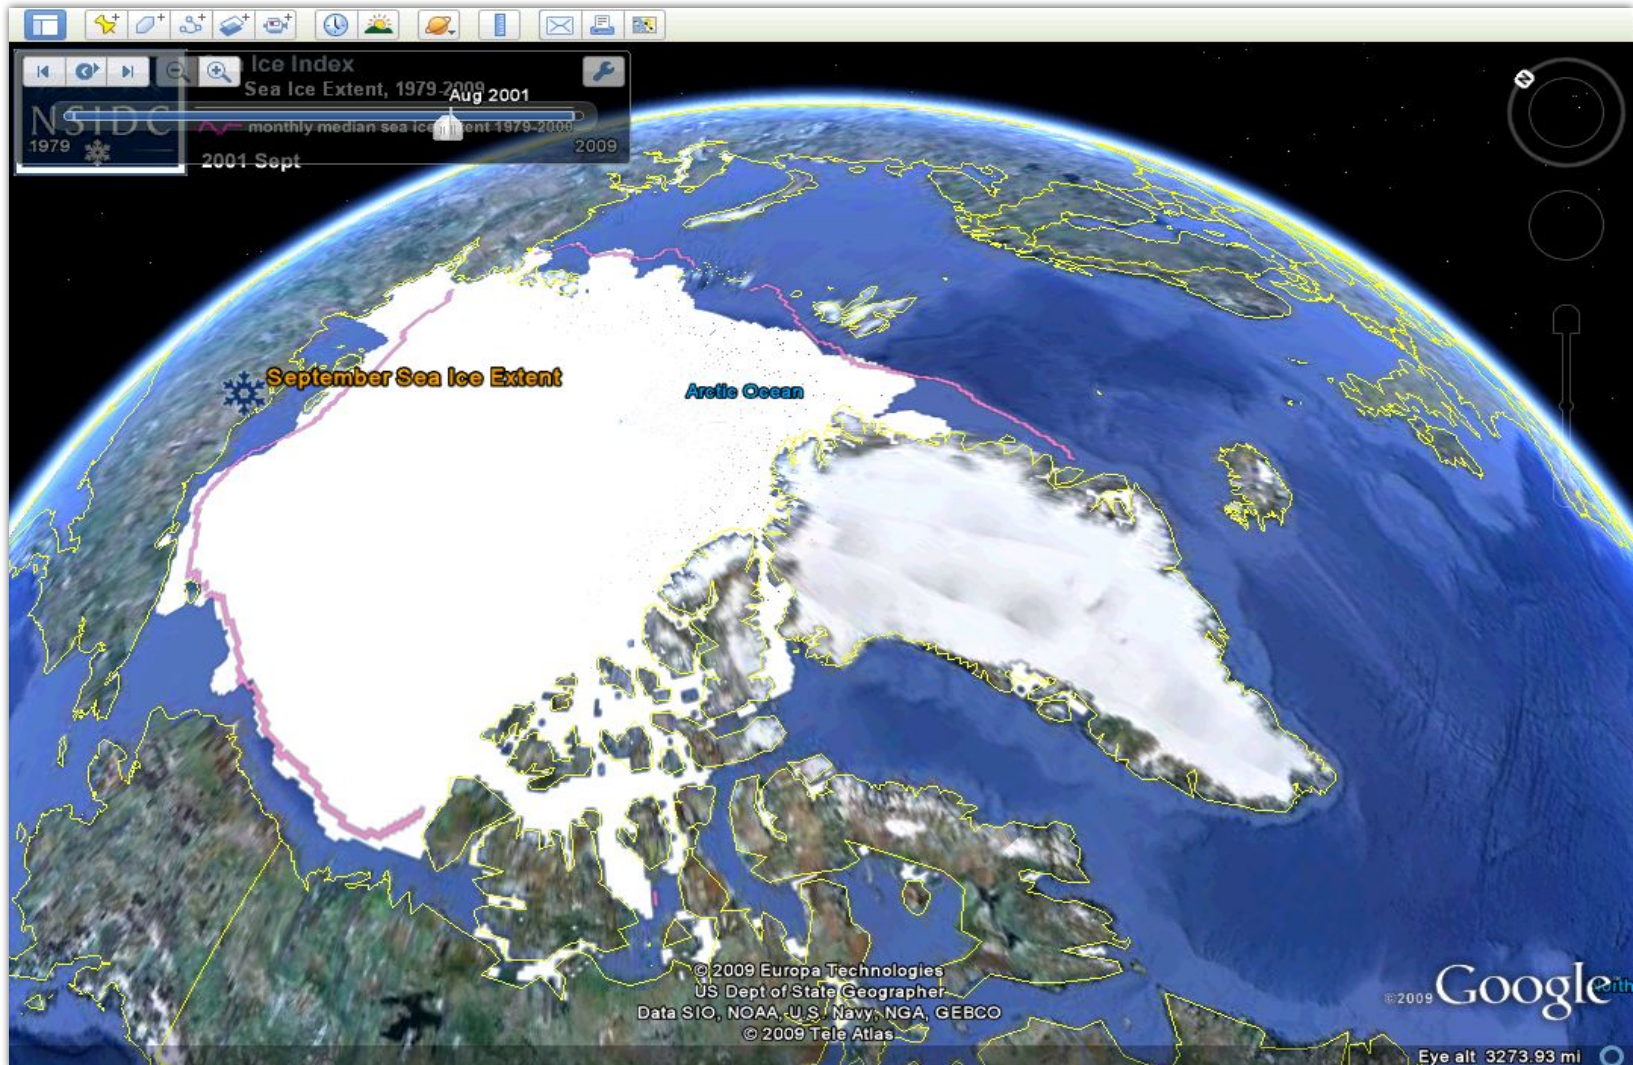 Ice Index
Sea Ice Extent, 1979-2009
Aug 2001
NSIDC
monthly median sea ice extent 1979-2000
1979
2009
2001 Sept
September Sea Ice Extent
Arctic Ocean
© 2009 Europa Technologies
US Dept of State Geographer
Data SIO, NOAA, U.S. Navy, NGA, GEBCO
© 2009 Tele Atlas
©2009 Google™
Eye alt 3273.93 mi